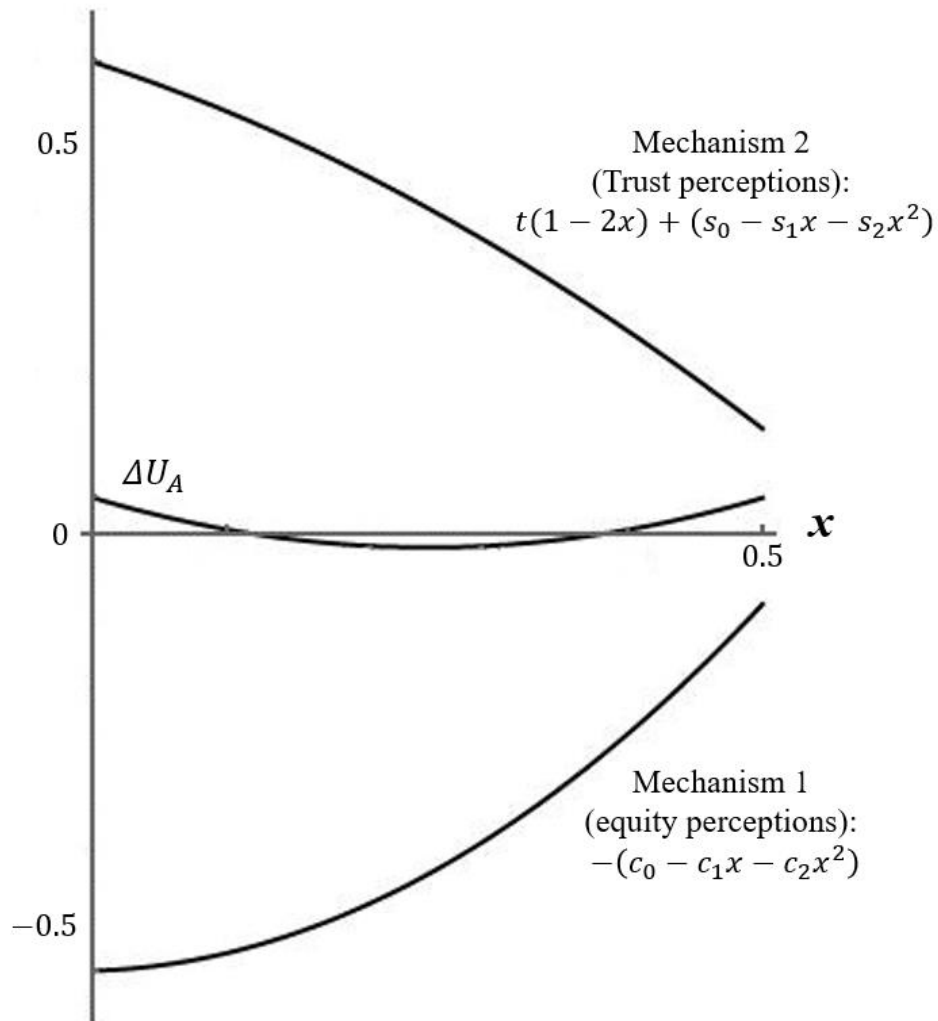 0.5
Mechanism 2
(Trust perceptions):
t(1 − 2x) + (s₀ − s₁x − s₂x²)
ΔU_A
0
x
0.5
Mechanism 1
(equity perceptions):
−(c₀ − c₁x − c₂x²)
−0.5